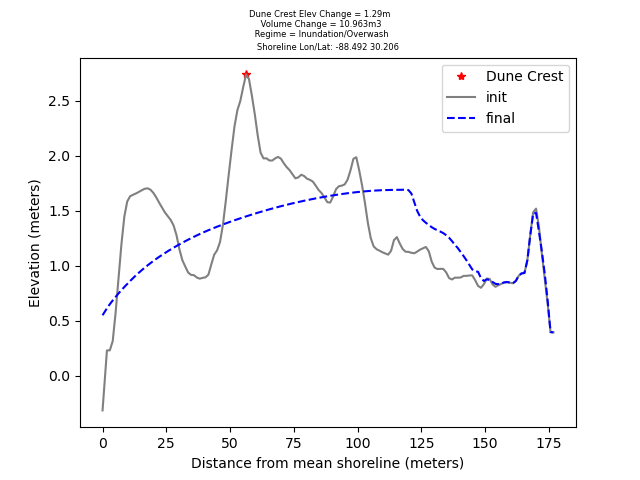 Dune Crest Elev Change = 1.29m
Volume Change = 10.963m3
Regime = Inundation/Overwash
Shoreline Lon/Lat: -88.492 30.206
Dune Crest
init
final
2.5
2.0
1.5
1.0
0.5
0.0
Elevation (meters)
0 25 50 75 100 125 150 175
Distance from mean shoreline (meters)